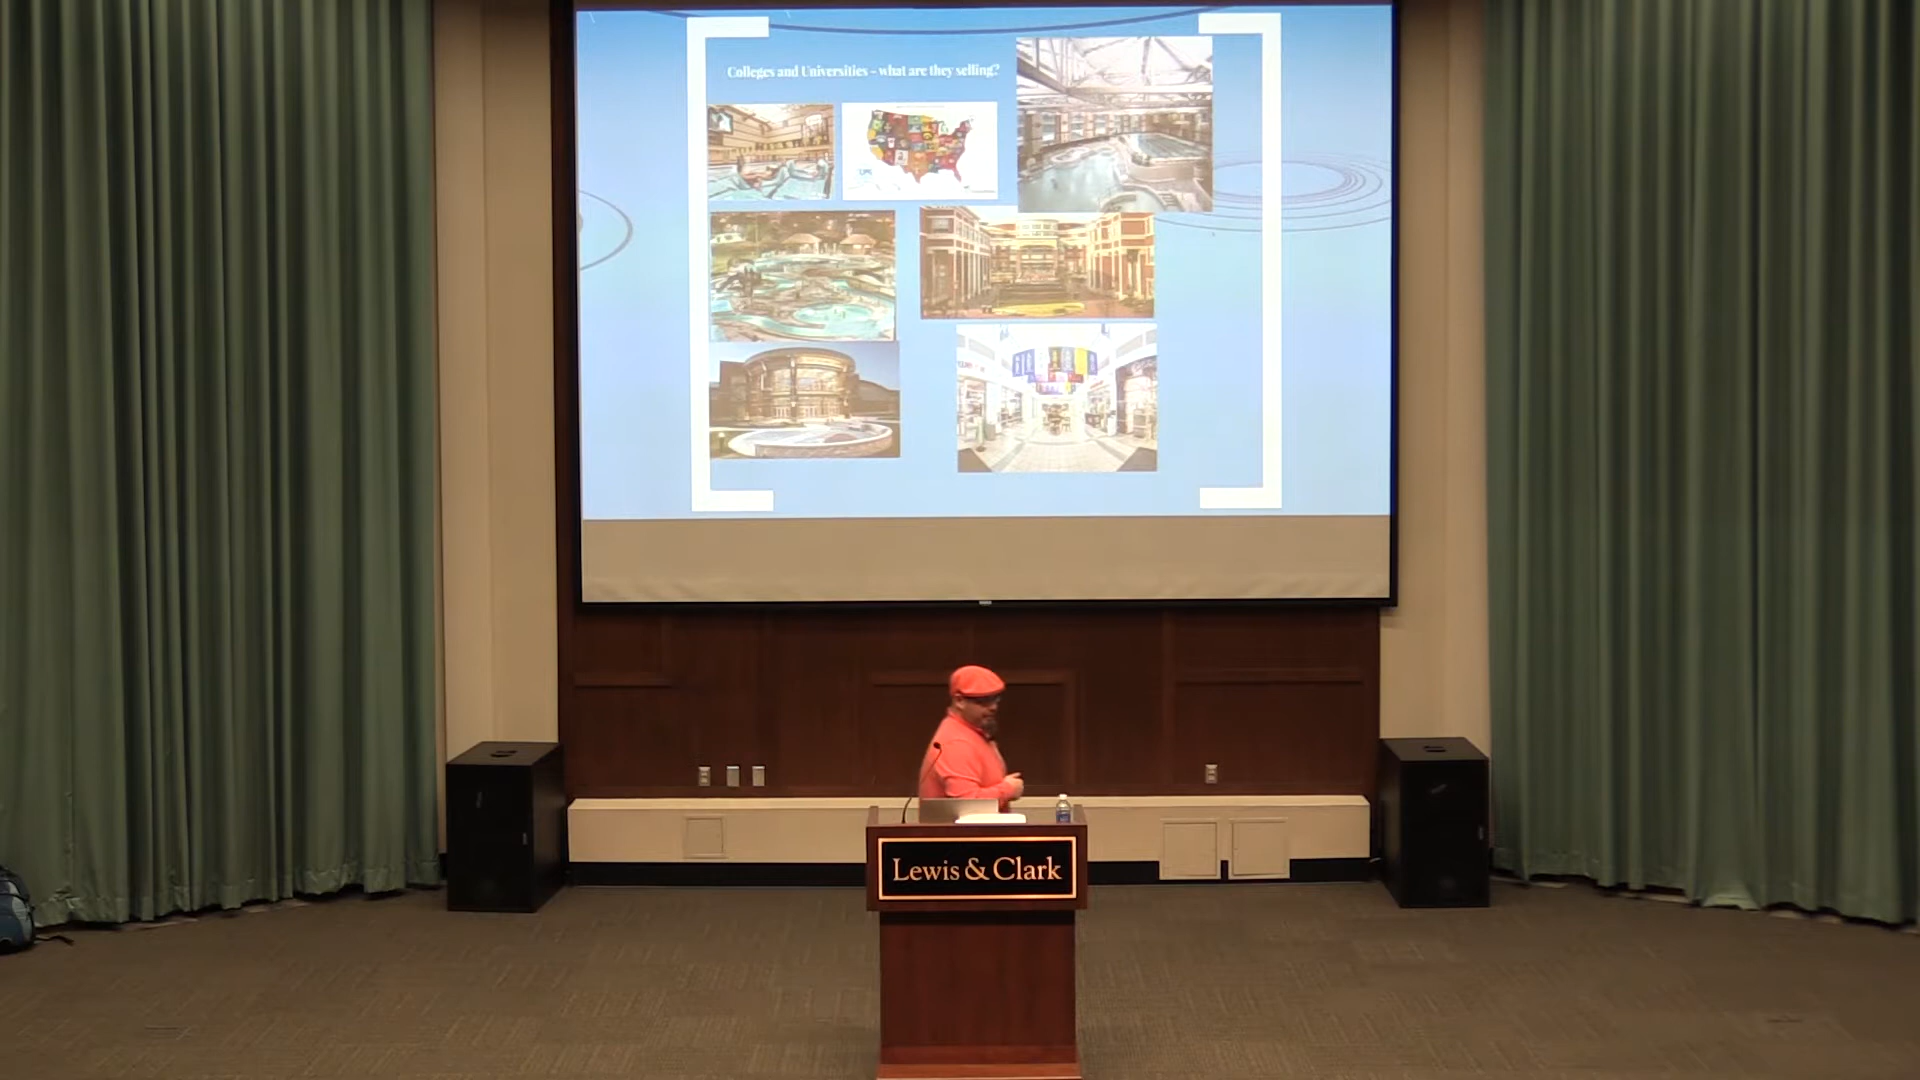 Colleges and Universities - what are they selling?
Lewis & Clark